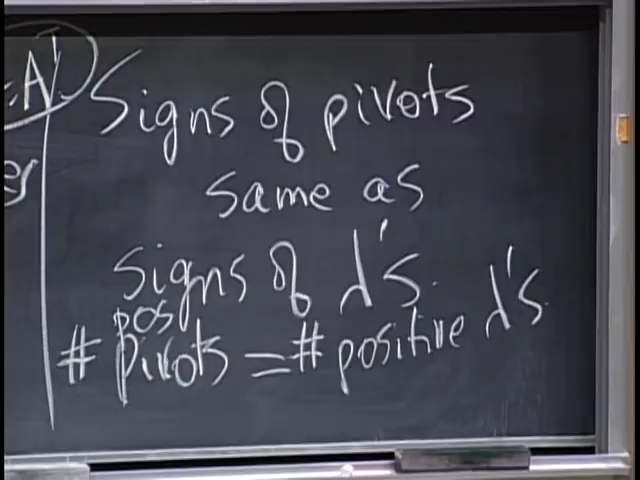 A'
Signs of pivots
same as
signs of λ's.
pos
# pivots = # positive λ's.